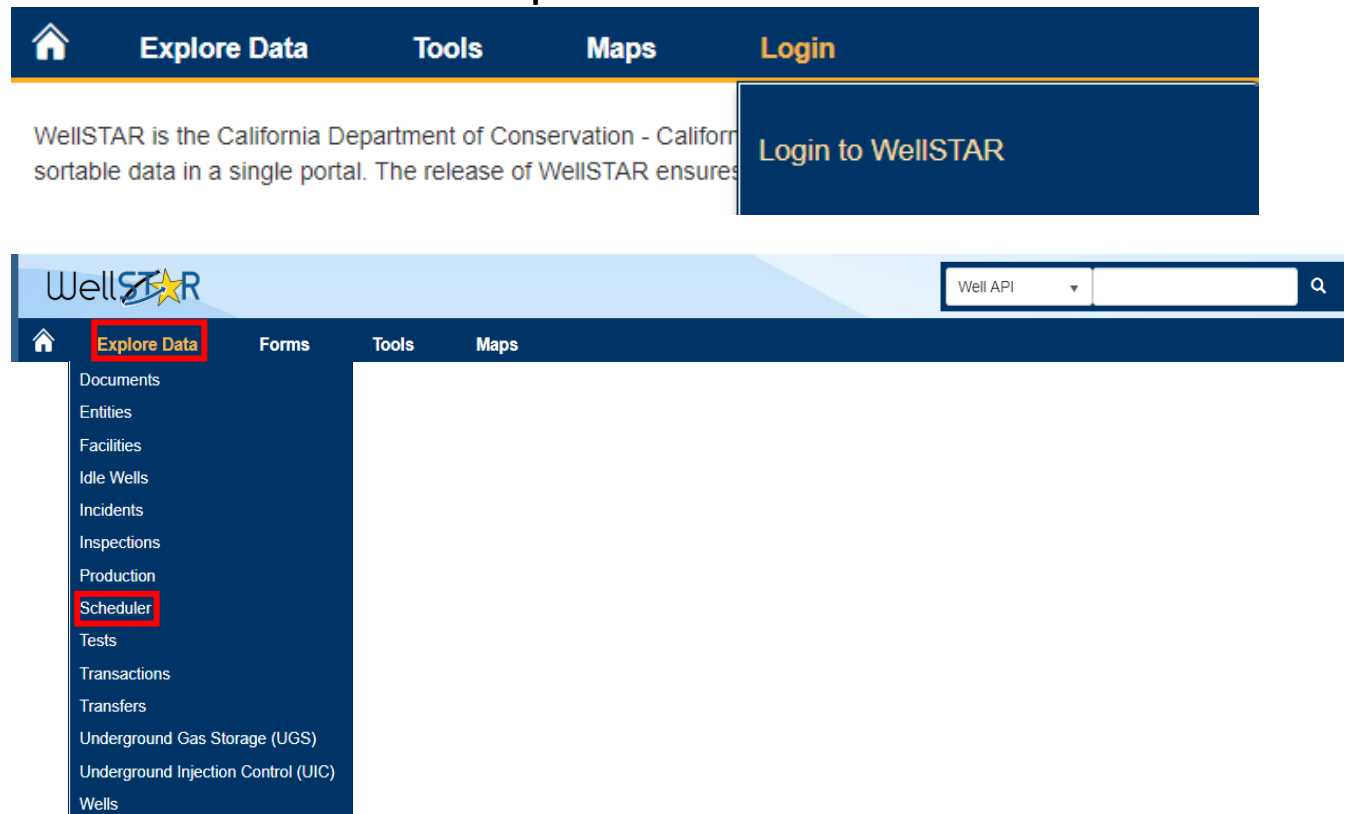 Explore Data Tools Maps Login
WellSTAR is the California Department of Conservation - Californ
sortable data in a single portal. The release of WellSTAR ensures
Login to WellSTAR
WellSTAR
Well API
Explore Data Forms Tools Maps
Documents
Entities
Facilities
Idle Wells
Incidents
Inspections
Production
Scheduler
Tests
Transactions
Transfers
Underground Gas Storage (UGS)
Underground Injection Control (UIC)
Wells